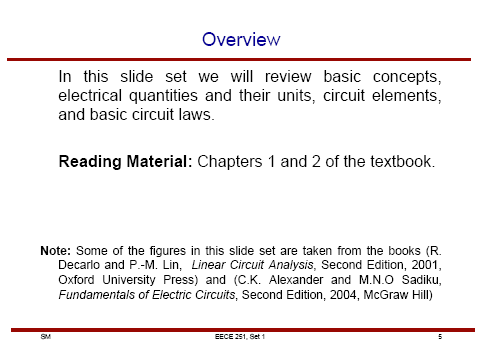 Overview
In this slide set we will review basic concepts,
electrical quantities and their units, circuit elements,
and basic circuit laws.
Reading Material: Chapters 1 and 2 of the textbook.
Note: Some of the figures in this slide set are taken from the books (R.
Decarlo and P.-M. Lin, Linear Circuit Analysis, Second Edition, 2001,
Oxford University Press) and (C.K. Alexander and M.N.O Sadiku,
Fundamentals of Electric Circuits, Second Edition, 2004, McGraw Hill)
SM EECE 251, Set 1 5